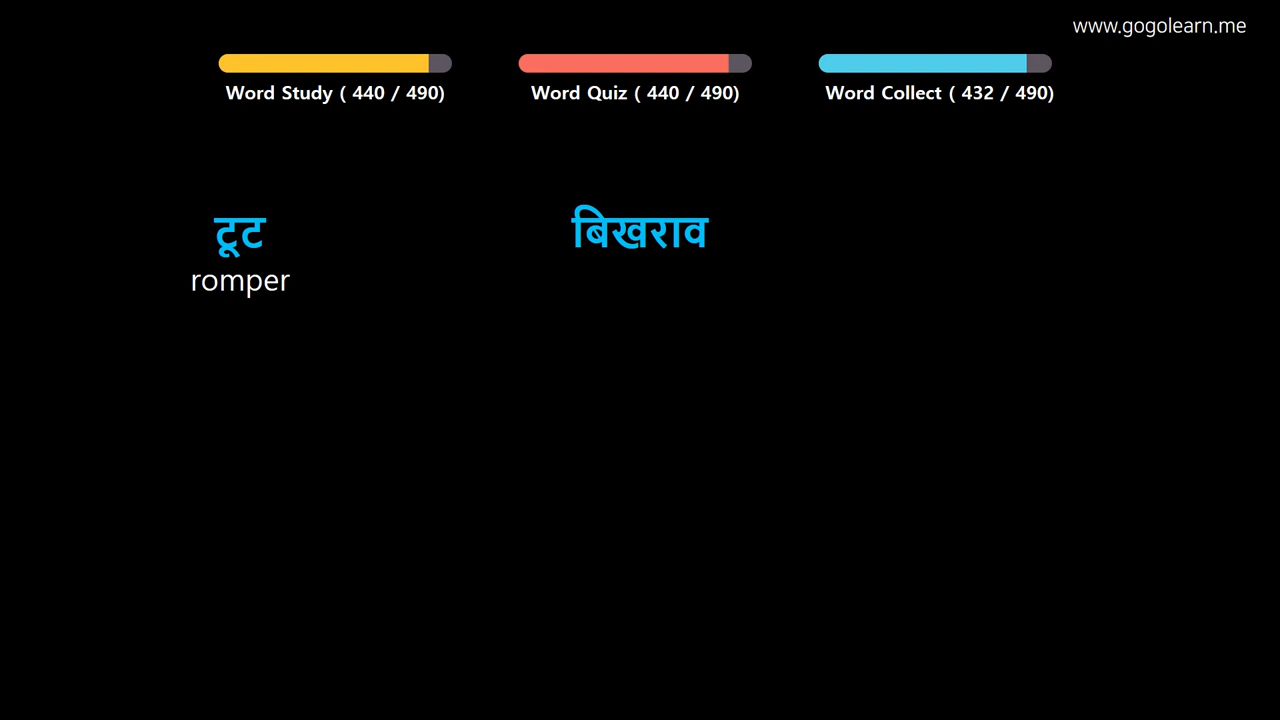 www.gogolearn.me
Word Study ( 440 / 490)
Word Quiz ( 440 / 490)
Word Collect ( 432 / 490)
टूट
बिखराव
romper